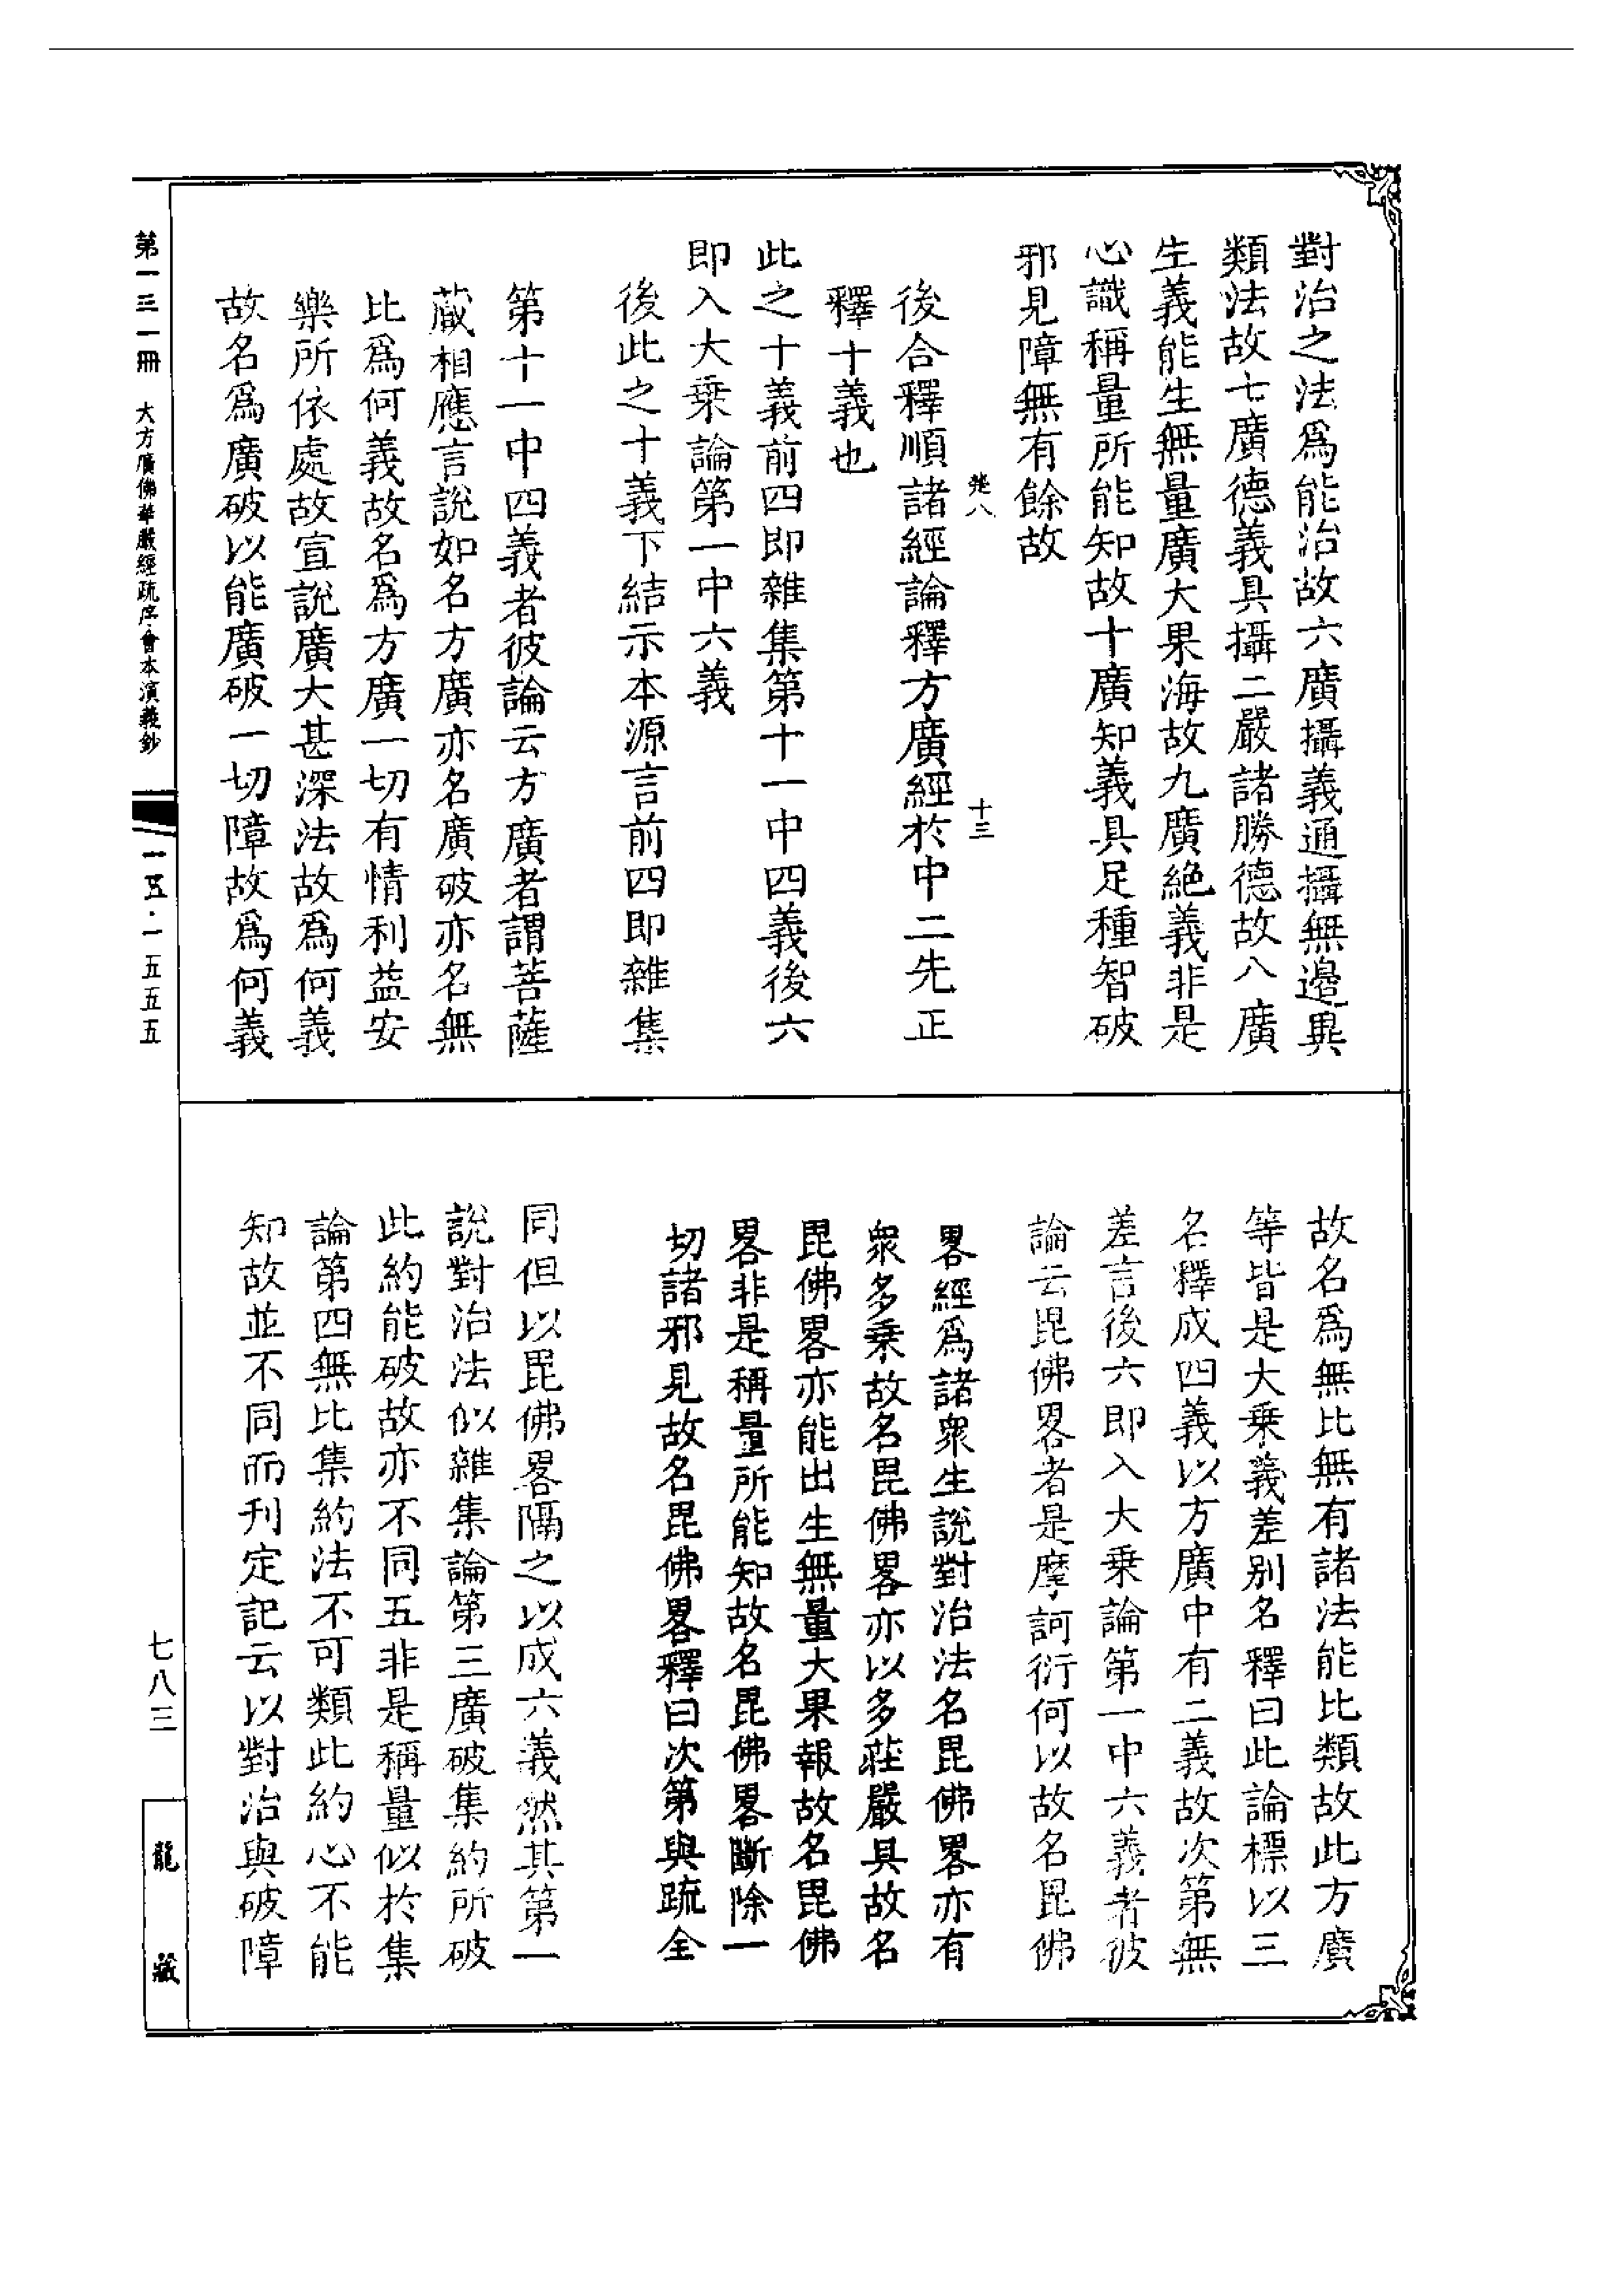 對治之法爲能治故六廣攝義通攝無邊異
類法故七廣德義具攝二嚴諸勝德故八廣
生義能生無量廣大果海故九廣絕義非是
心識稱量所能知故十廣知義具足種智破
邪見障無有餘故
十三
後合釋順諸經論釋方廣經於中二先正
釋十義也
此之十義前四即雜集第十一中四義後六
即入大乗論第一中六義
後此之十義下結示本源言前四即雜集
第十一中四義者彼論云方廣者謂菩薩
藏相應言說如名方廣亦名廣破亦名無
比爲何義故名爲方廣一切有情利益安
樂所依處故宣說廣大甚深法故爲何義
故名爲廣破以能廣破一切障故爲何義
故名爲無比無有諸法能比類故此方廣
等皆是大乗義差別名釋曰此論標以三
名釋成四義以方廣中有二義故次第無
差言後六即入大乗論第一中六義者彼
論云毘佛畧者是摩訶衍何以故名毘佛
畧經爲諸衆生說對治法名毘佛畧亦有
衆多乗故名毘佛畧亦以多莊嚴具故名
毘佛畧亦能出生無量大果報故名毘佛
畧非是稱量所能知故名毘佛畧斷除一
切諸邪見故名毘佛畧釋曰次第與疏全
同但以毘佛畧隔之以成六義然其第一
說對治法似雜集論第三廣破集約所破
此約能破故亦不同五非是稱量似於集
論第四無比集約法不可類此約心不能
知故並不同而刊定記云以對治與破障
第一三一冊　大方廣佛華嚴經疏序會本演義鈔
一五·一五五五
七八三
龍藏